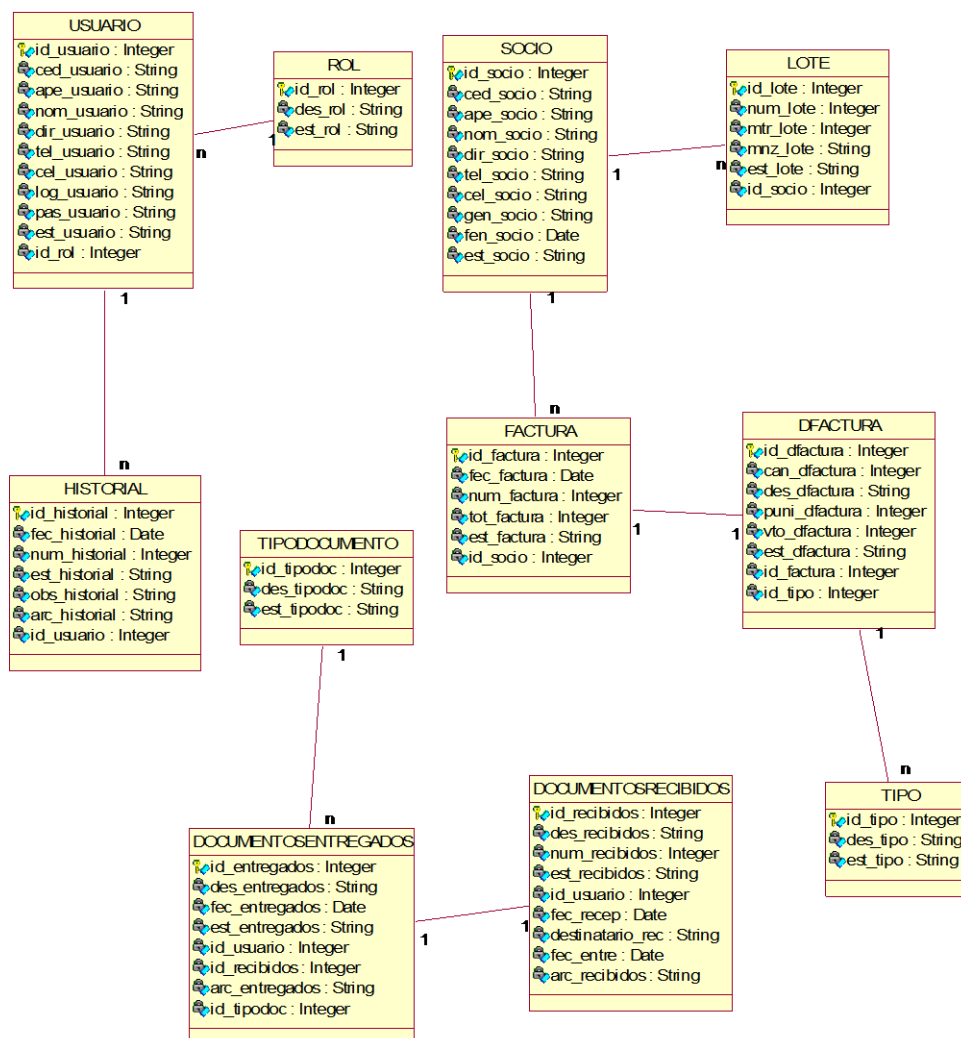 USUARIO
id_usuario : Integer
ced_usuario : String
ape_usuario : String
nom_usuario : String
dir_usuario : String
tel_usuario : String
cel_usuario : String
log_usuario : String
pas_usuario : String
est_usuario : String
id_rol : Integer
n
1
ROL
id_rol : Integer
des_rol : String
est_rol : String
1
SOCIO
id_socio : Integer
ced_socio : String
ape_socio : String
nom_socio : String
dir_socio : String
tel_socio : String
cel_socio : String
gen_socio : String
fen_socio : Date
est_socio : String
1
1
LOTE
id_lote : Integer
num_lote : Integer
mtr_lote : Integer
mnz_lote : String
est_lote : String
id_socio : Integer
n
n
HISTORIAL
id_historial : Integer
fec_historial : Date
num_historial : Integer
est_historial : String
obs_historial : String
arc_historial : String
id_usuario : Integer
n
FACTURA
id_factura : Integer
fec_factura : Date
num_factura : Integer
tot_factura : Integer
est_factura : String
id_socio : Integer
1
1
DFACTURA
id_dfactura : Integer
can_dfactura : Integer
des_dfactura : String
puni_dfactura : Integer
vto_dfactura : Integer
est_dfactura : String
id_factura : Integer
id_tipo : Integer
1
TIPODOCUMENTO
id_tipodoc : Integer
des_tipodoc : String
est_tipodoc : String
1
n
DOCUMENTOSENTREGADOS
id_entregados : Integer
des_entregados : String
fec_entregados : Date
est_entregados : String
id_usuario : Integer
id_recibidos : Integer
arc_entregados : String
id_tipodoc : Integer
1
1
DOCUMENTOSRECIBIDOS
id_recibidos : Integer
des_recibidos : String
num_recibidos : Integer
est_recibidos : String
id_usuario : Integer
fec_recep : Date
destinatario_rec : String
fec_entre : Date
arc_recibidos : String
n
TIPO
id_tipo : Integer
des_tipo : String
est_tipo : String